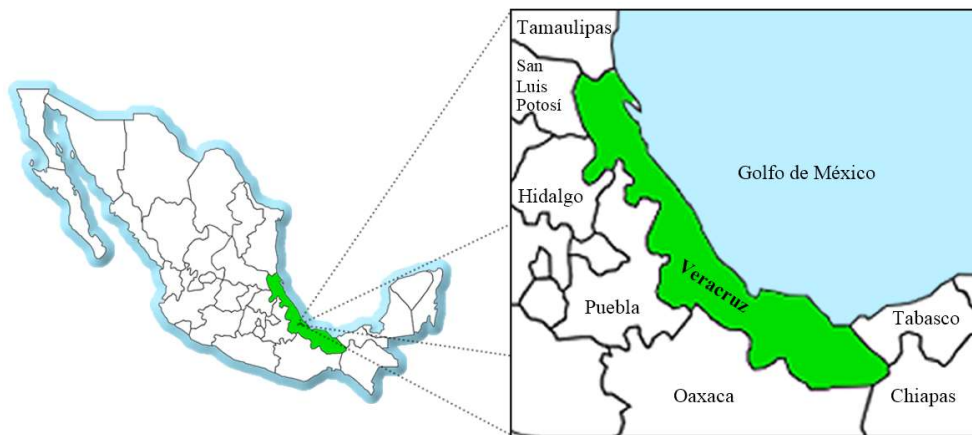 Tamaulipas
San
Luis
Potosí
Golfo de México
Hidalgo
Veracruz
Puebla
Tabasco
Oaxaca
Chiapas